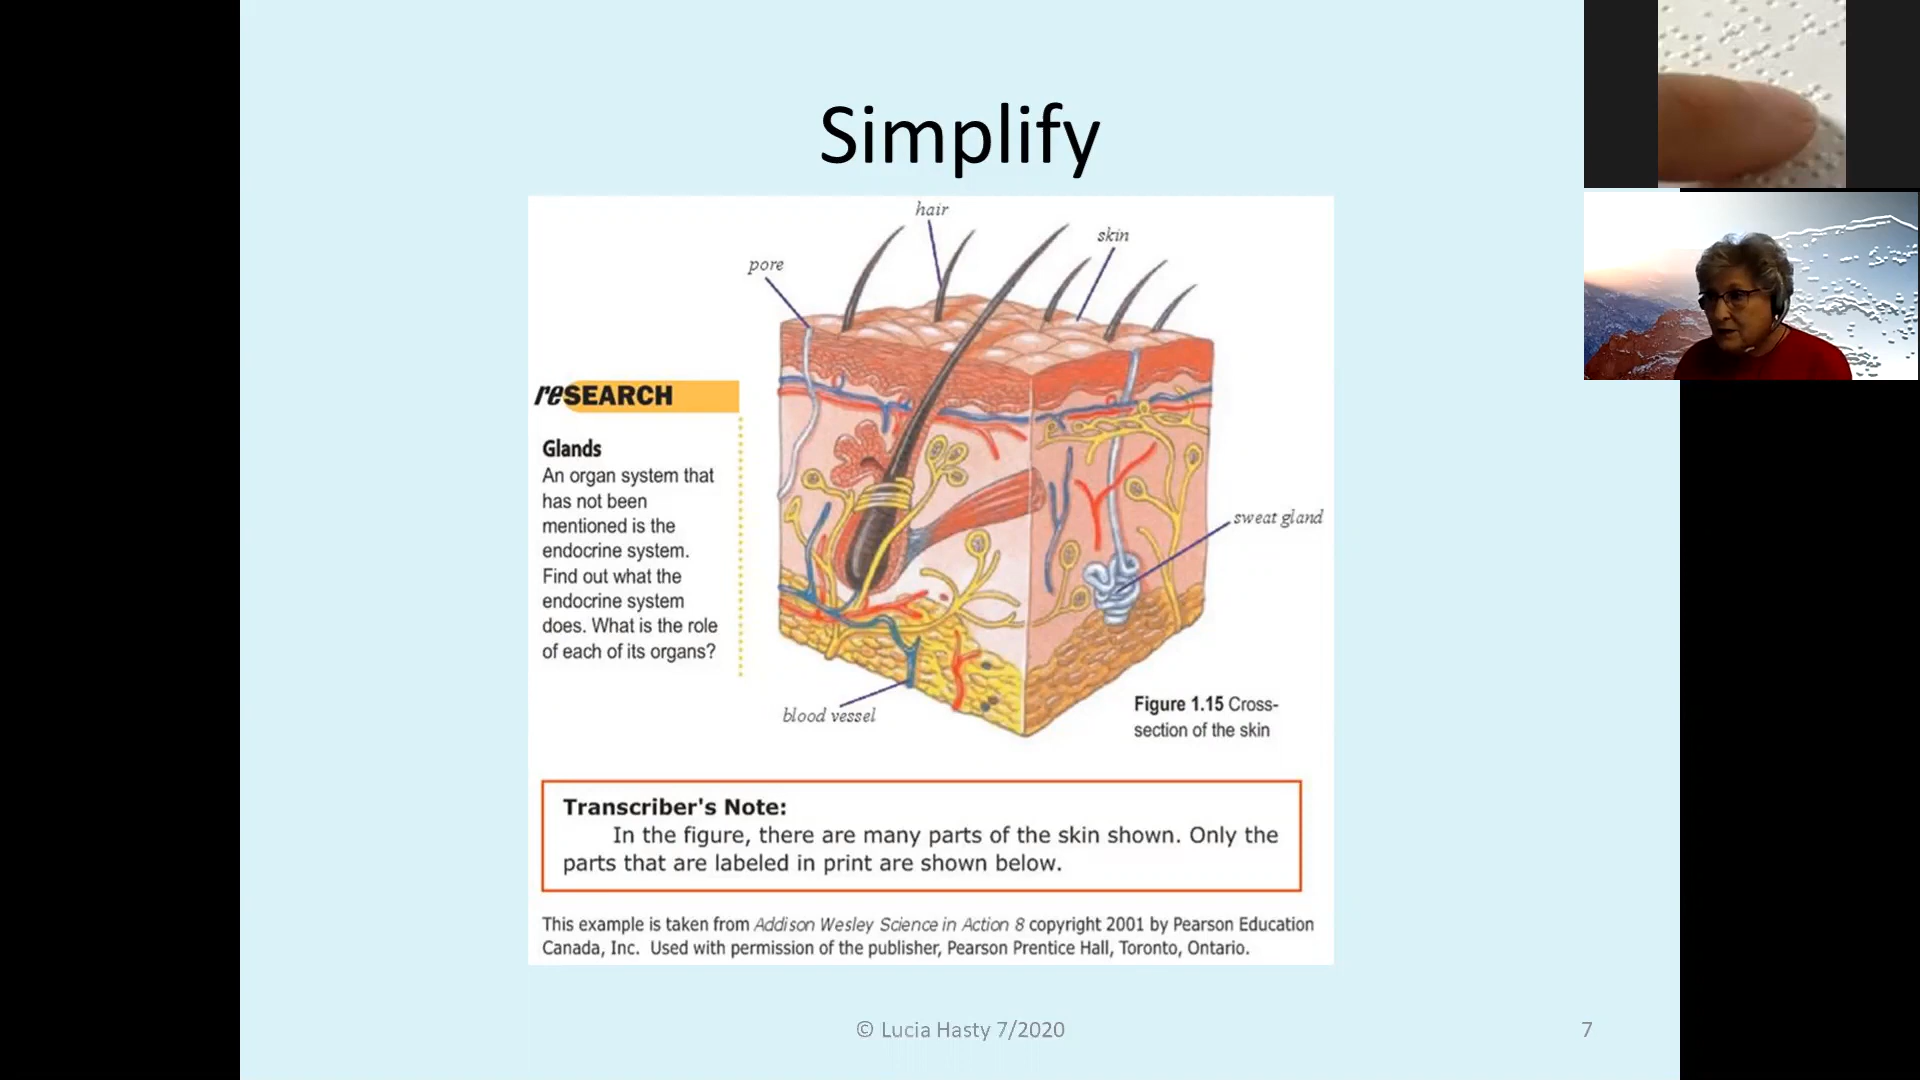 Simplify
hair
skin
pore
reSEARCH
Glands
An organ system that
has not been
mentioned is the
endocrine system.
Find out what the
endocrine system
does. What is the role
of each of its organs?
sweat gland
blood vessel
Figure 1.15 Cross-
section of the skin
Transcriber's Note:
In the figure, there are many parts of the skin shown. Only the
parts that are labeled in print are shown below.
This example is taken from Addison Wesley Science in Action 8 copyright 2001 by Pearson Education
Canada, Inc. Used with permission of the publisher, Pearson Prentice Hall, Toronto, Ontario.
© Lucia Hasty 7/2020
7